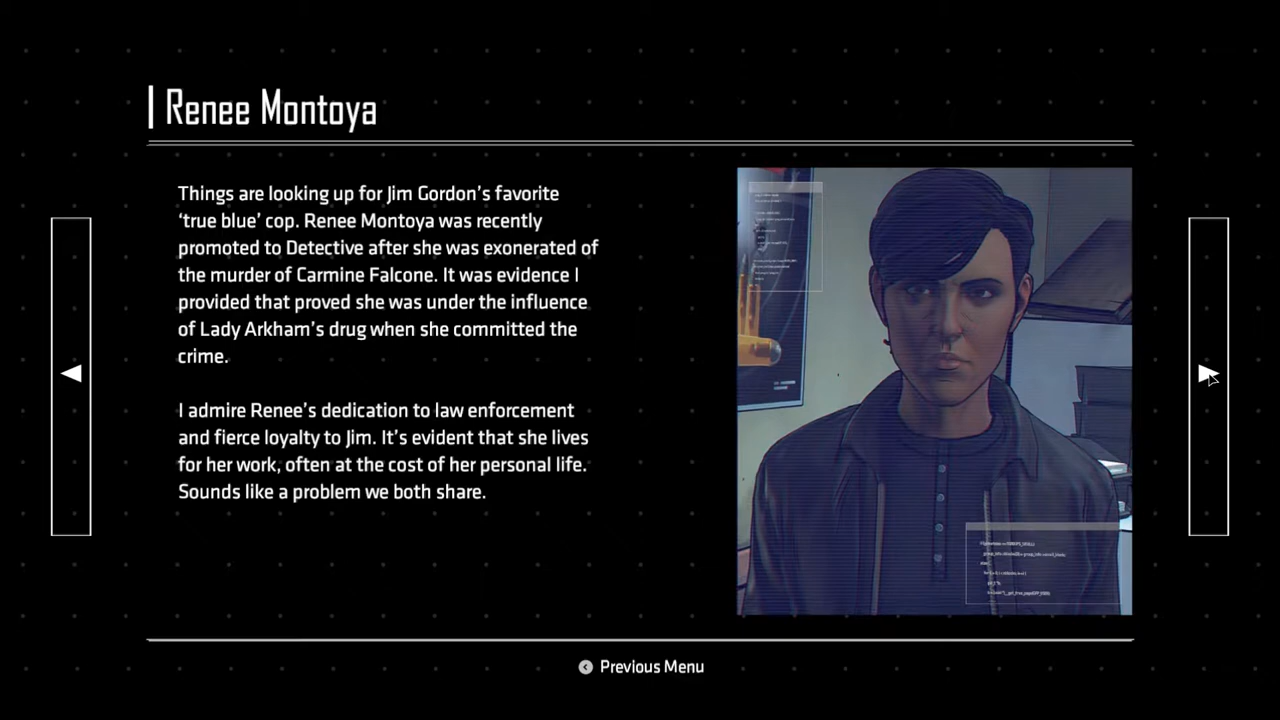 Renee Montoya
Things are looking up for Jim Gordon's favorite
‘true blue’ cop. Renee Montoya was recently
promoted to Detective after she was exonerated of
the murder of Carmine Falcone. It was evidence I
provided that proved she was under the influence
of Lady Arkham’s drug when she committed the
crime.
I admire Renee’s dedication to law enforcement
and fierce loyalty to Jim. It’s evident that she lives
for her work, often at the cost of her personal life.
Sounds like a problem we both share.
Previous Menu